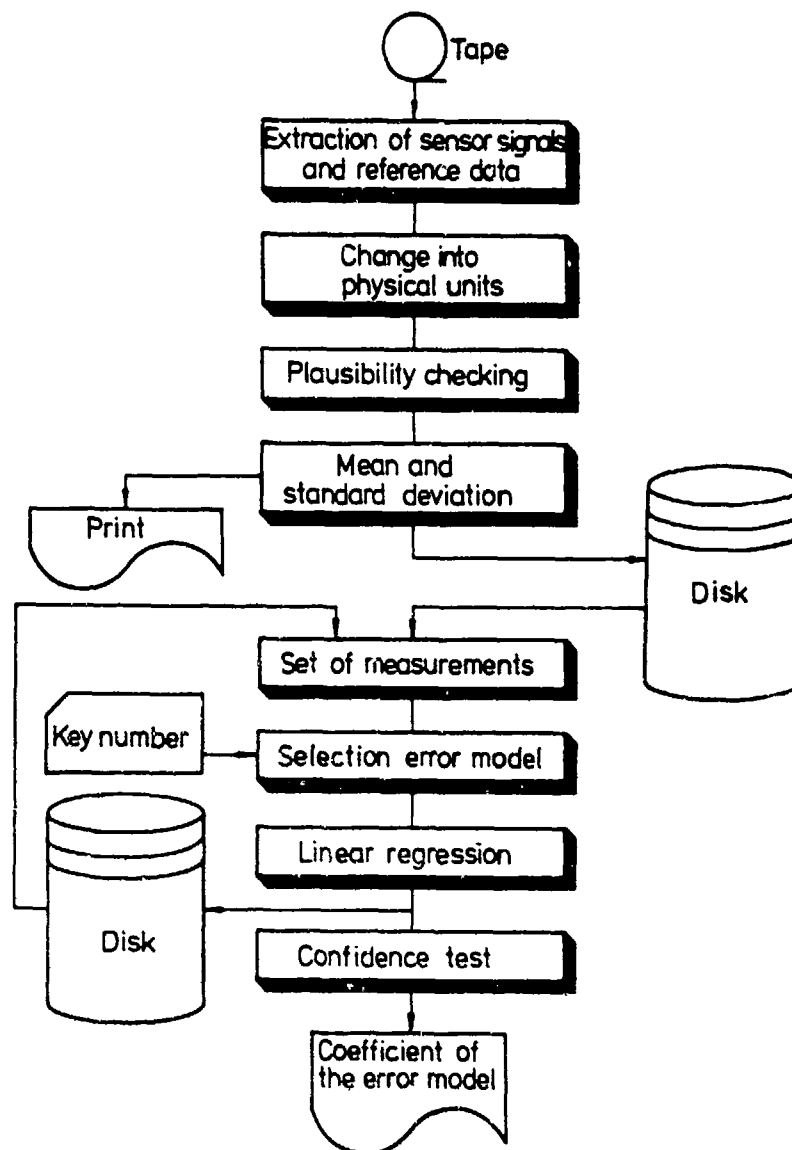 Tape
Extraction of sensor signals
and reference data
Change into
physical units
Plausibility checking
Mean and
standard deviation
Print
Disk
Set of measurements
Key number
Selection error model
Linear regression
Disk
Confidence test
Coefficient of
the error model